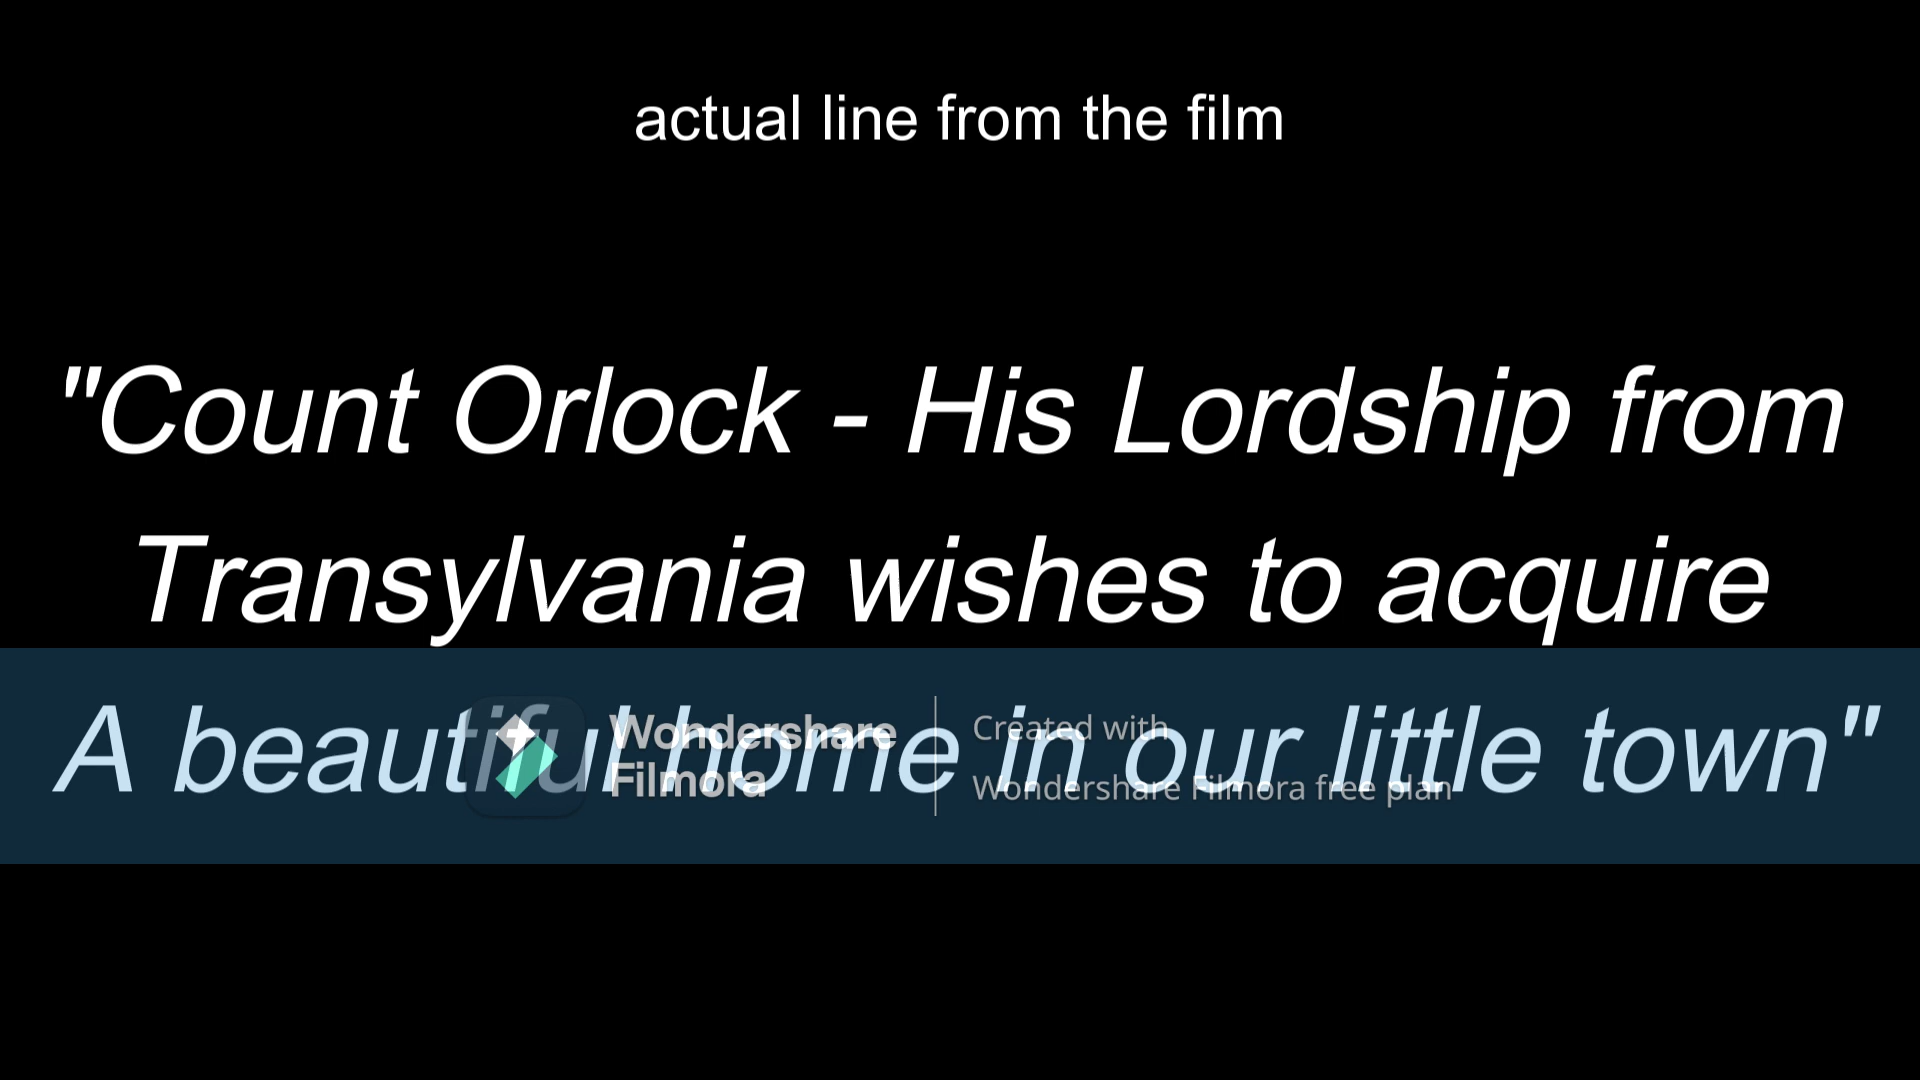 actual line from the film
"Count Orlock - His Lordship from
Transylvania wishes to acquire
A beautiful home in our little town"
Wondershare
Filmora
Created with
Wondershare Filmora free plan